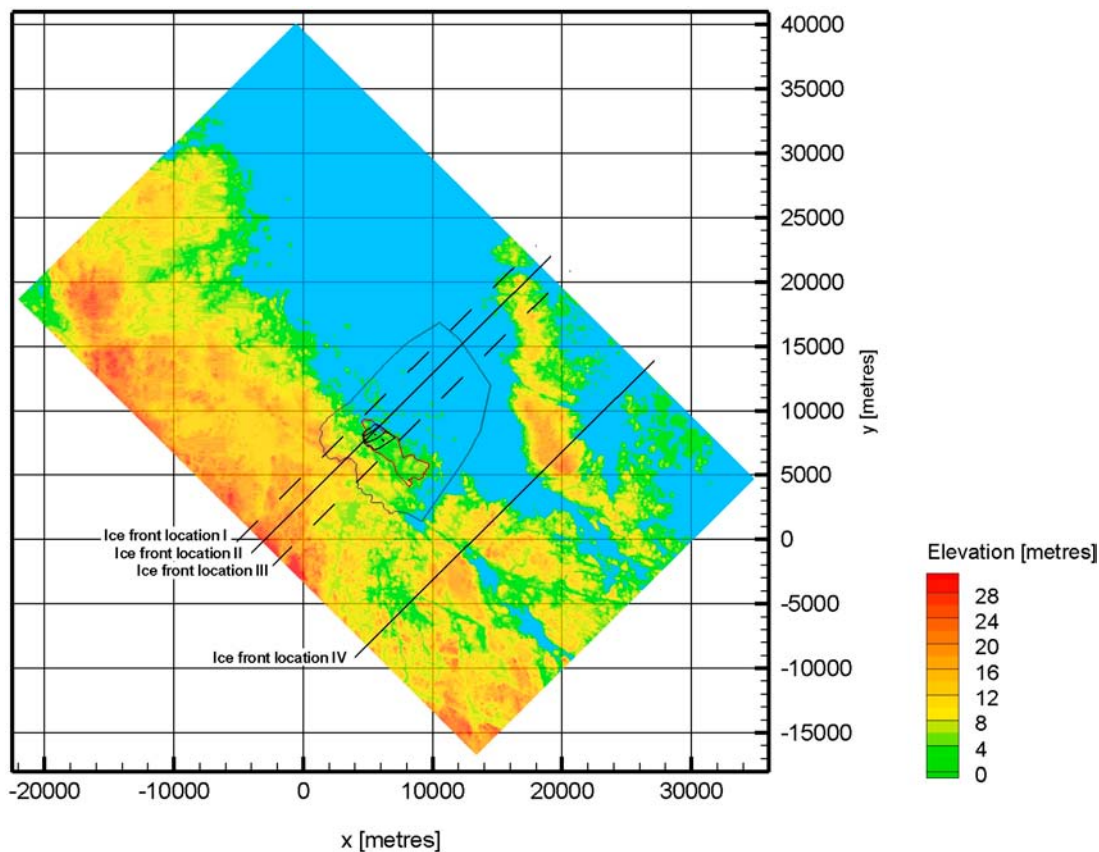 40000
35000
30000
25000
20000
15000
10000
5000
0
-5000
-10000
-15000
y [metres]
Ice front location I
Ice front location II
Ice front location III
Ice front location IV
-20000 -10000 0 10000 20000 30000
x [metres]
Elevation [metres]
28
24
20
16
12
8
4
0